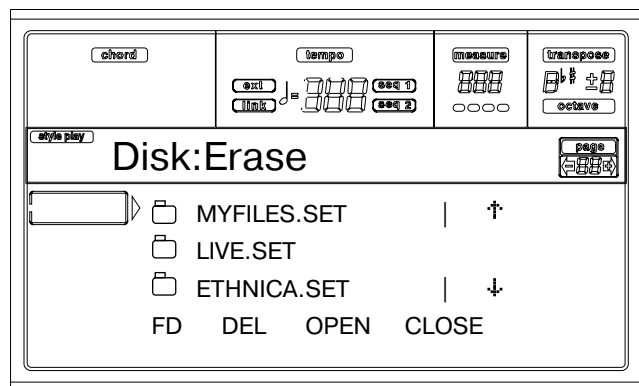 chord
tempo
measure
transpose
ext
seq 1
link
seq 2
octave
style play
Disk:Erase
page
MYFILES.SET
LIVE.SET
ETHNICA.SET
FD DEL OPEN CLOSE